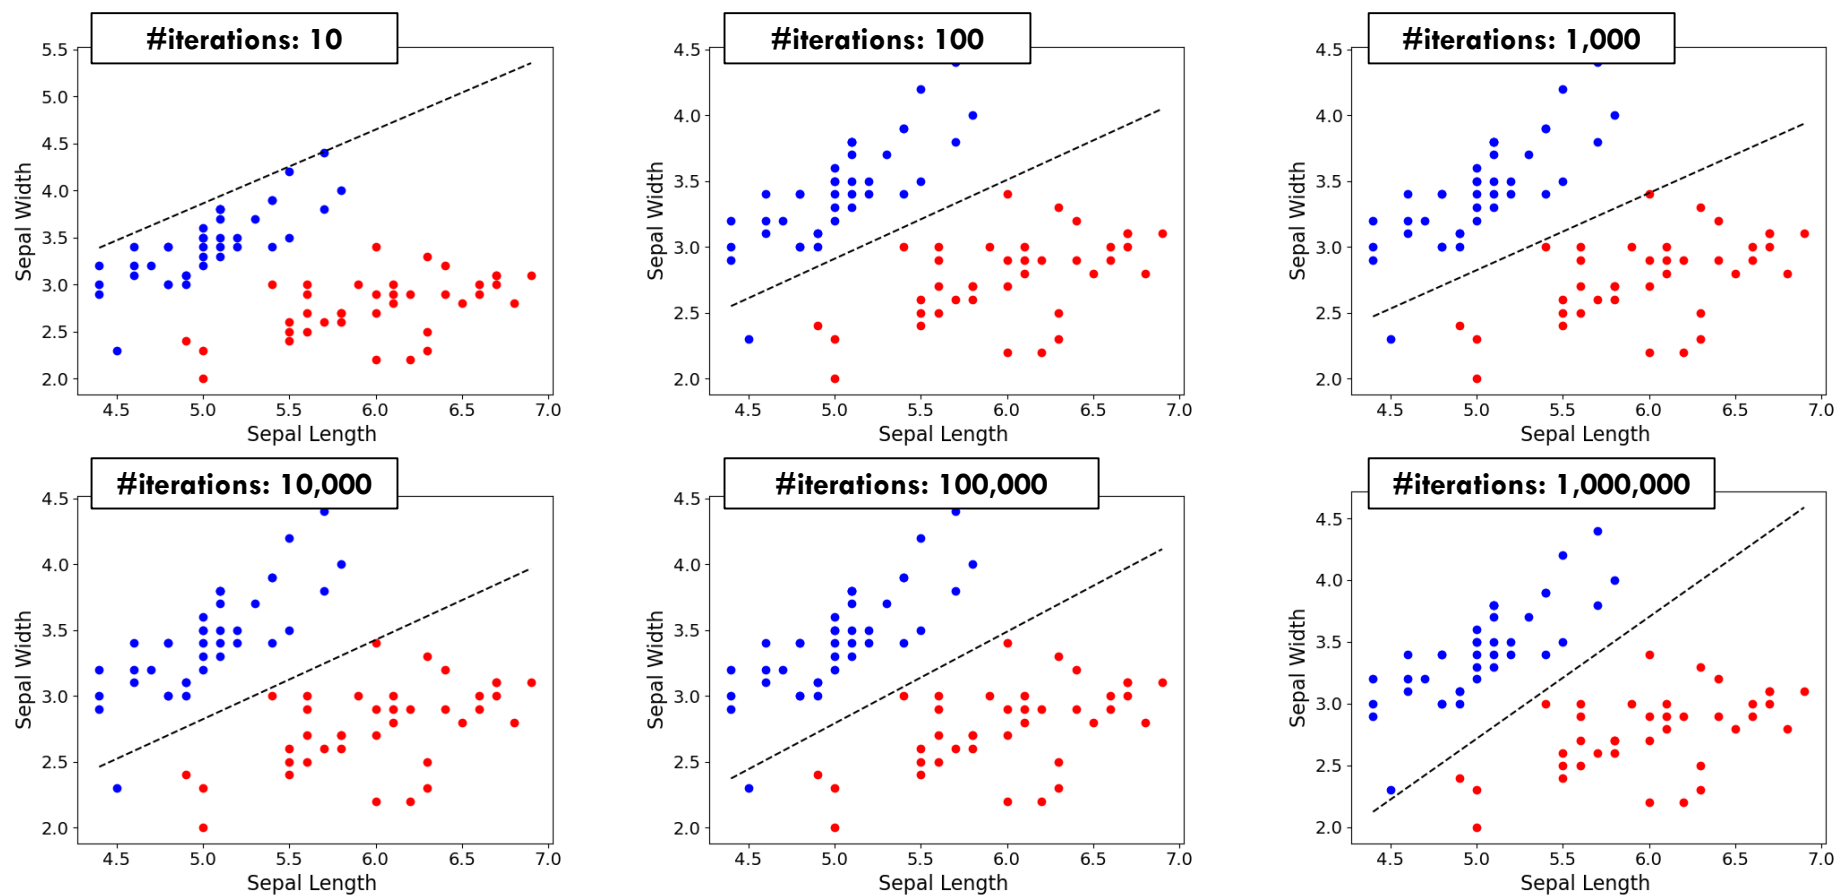 #iterations: 10
5.5
5.0
4.5
4.0
3.5
3.0
2.5
2.0
Sepal Width
4.5 5.0 5.5 6.0 6.5 7.0
Sepal Length
#iterations: 100
4.5
4.0
3.5
3.0
2.5
2.0
Sepal Width
4.5 5.0 5.5 6.0 6.5 7.0
Sepal Length
#iterations: 1,000
4.5
4.0
3.5
3.0
2.5
2.0
Sepal Width
4.5 5.0 5.5 6.0 6.5 7.0
Sepal Length
#iterations: 10,000
4.5
4.0
3.5
3.0
2.5
2.0
Sepal Width
4.5 5.0 5.5 6.0 6.5 7.0
Sepal Length
#iterations: 100,000
4.5
4.0
3.5
3.0
2.5
2.0
Sepal Width
4.5 5.0 5.5 6.0 6.5 7.0
Sepal Length
#iterations: 1,000,000
4.5
4.0
3.5
3.0
2.5
2.0
Sepal Width
4.5 5.0 5.5 6.0 6.5 7.0
Sepal Length